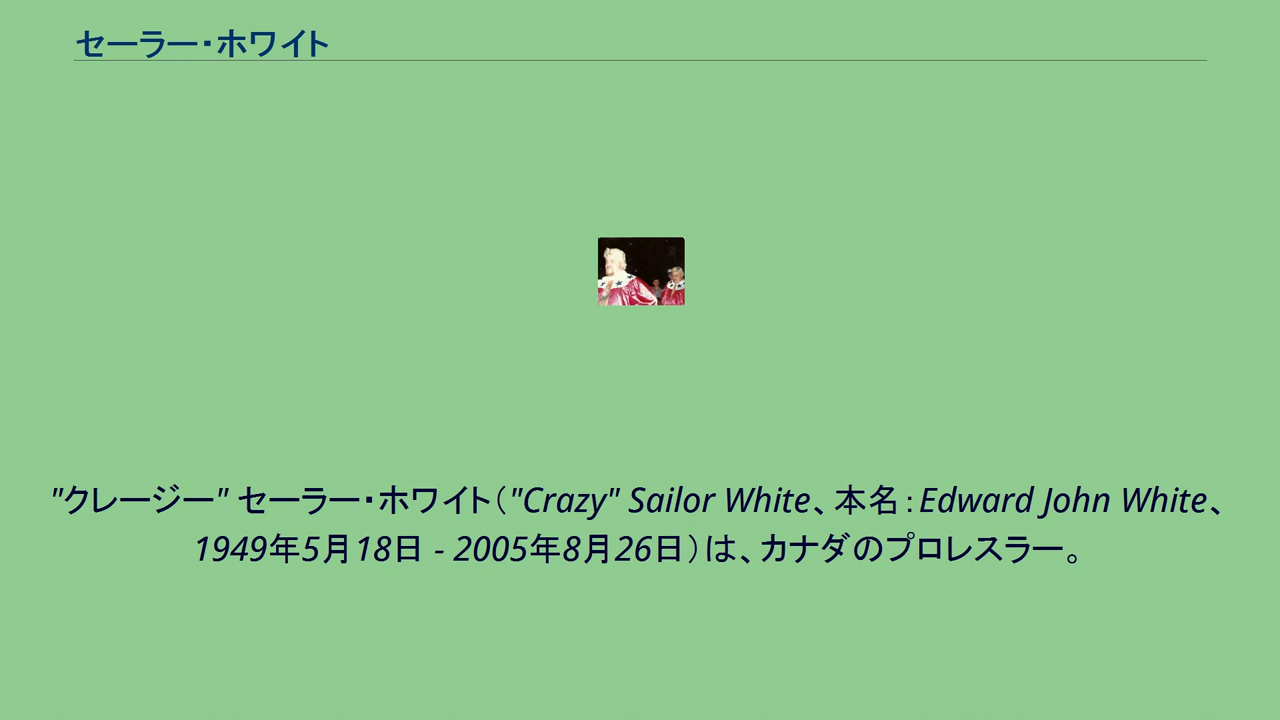 セーラー・ホワイト
"クレージー" セーラー・ホワイト（"Crazy" Sailor White、本名：Edward John White、
1949年5月18日 - 2005年8月26日）は、カナダのプロレスラー。